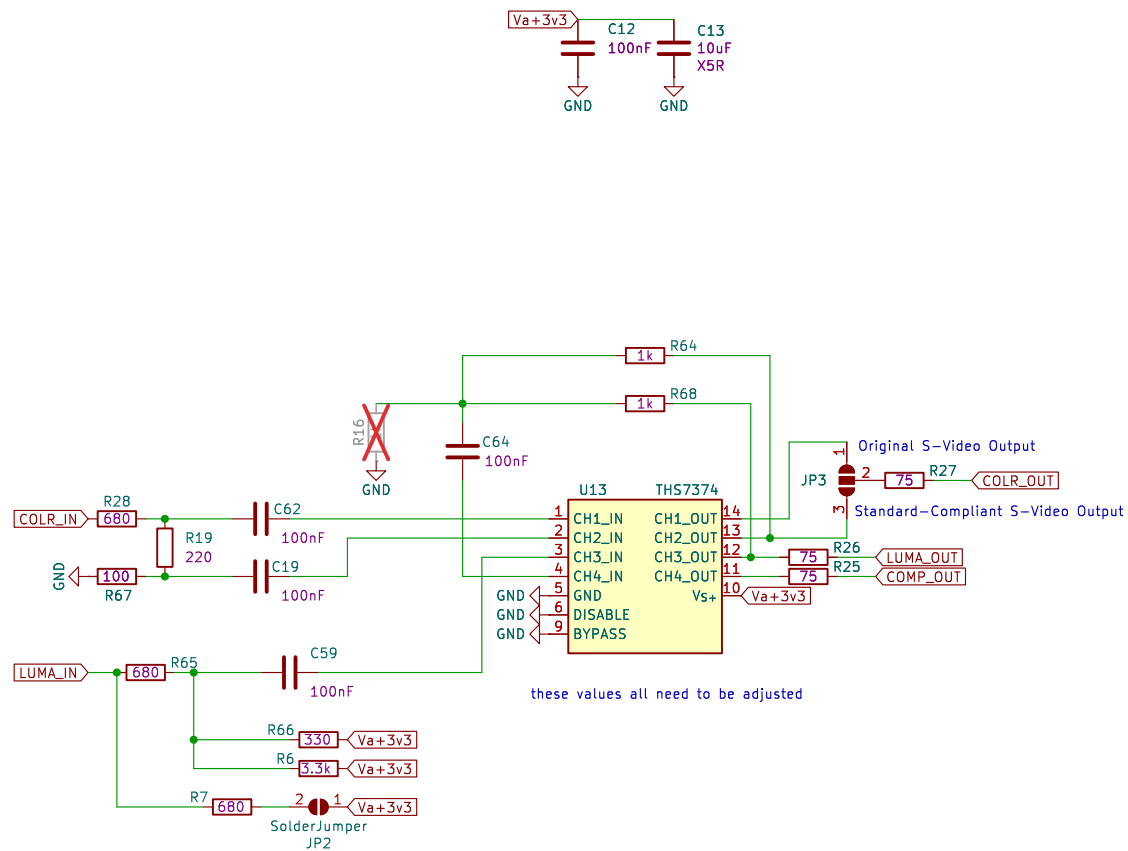 Va+3v3
C12
100nF
C13
10uF
X5R
GND
GND
R64
1k
R68
1k
R16
GND
C64
100nF
Original S-Video Output
JP3
1
2
3
R27
75
COLR_OUT
Standard-Compliant S-Video Output
U13
THS7374
COLR_IN
R28
680
C62
100nF
R19
220
GND
100
R67
C19
100nF
1
CH1_IN
2
CH2_IN
3
CH3_IN
4
CH4_IN
GND
5
GND
GND
6
DISABLE
GND
9
BYPASS
CH1_OUT
14
CH2_OUT
13
CH3_OUT
12
CH4_OUT
11
Vs+
10
Va+3v3
R26
75
LUMA_OUT
R25
75
COMP_OUT
LUMA_IN
680
R65
C59
100nF
these values all need to be adjusted
R66
330
Va+3v3
R6
3.3k
Va+3v3
R7
680
2
1
Va+3v3
SolderJumper
JP2